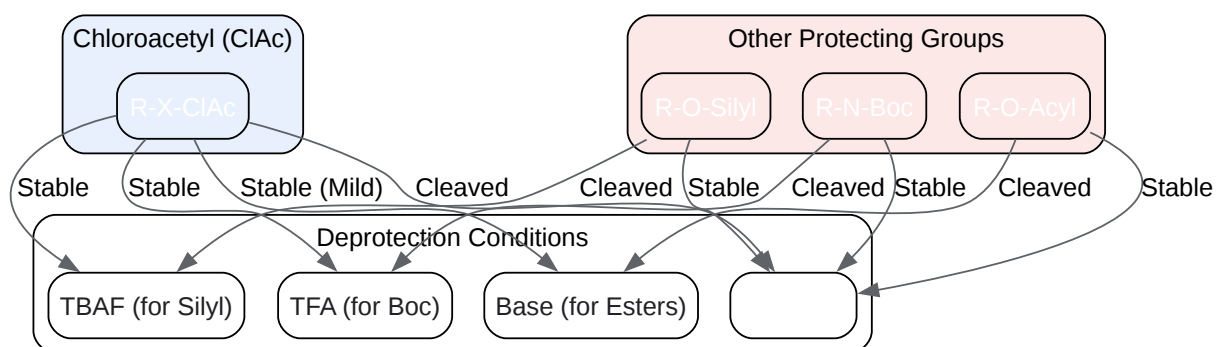 Chloroacetyl (ClAc)
Other Protecting Groups
R-X-ClAc
R-O-Silyl
R-N-Boc
R-O-Acyl
Stable
Stable
Stable (Mild)
Cleaved
Cleaved
Stable
Cleaved
Stable
Cleaved
Stable
Deprotection Conditions
TBAF (for Silyl)
TFA (for Boc)
Base (for Esters)